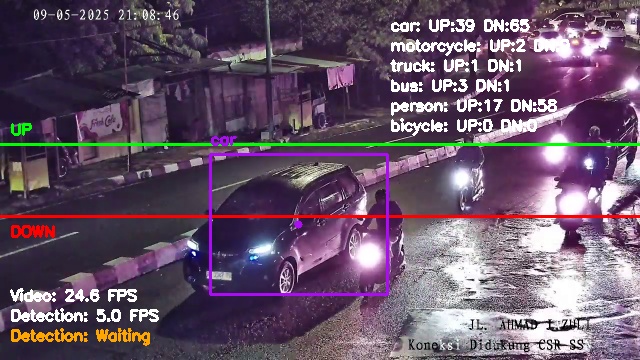 09-05-2025 21:08:46
car: UP:39 DN:65
motorcycle: UP:2 DN:
truck: UP:1 DN:1
bus: UP:3 DN:1
person: UP:17 DN:58
bicycle: UP:0 DN:0
UP
car
DOWN
Video: 24.6 FPS
Detection: 5.0 FPS
Detection: Waiting
JL. AHMAD
Koneksi Didukung CSR SS